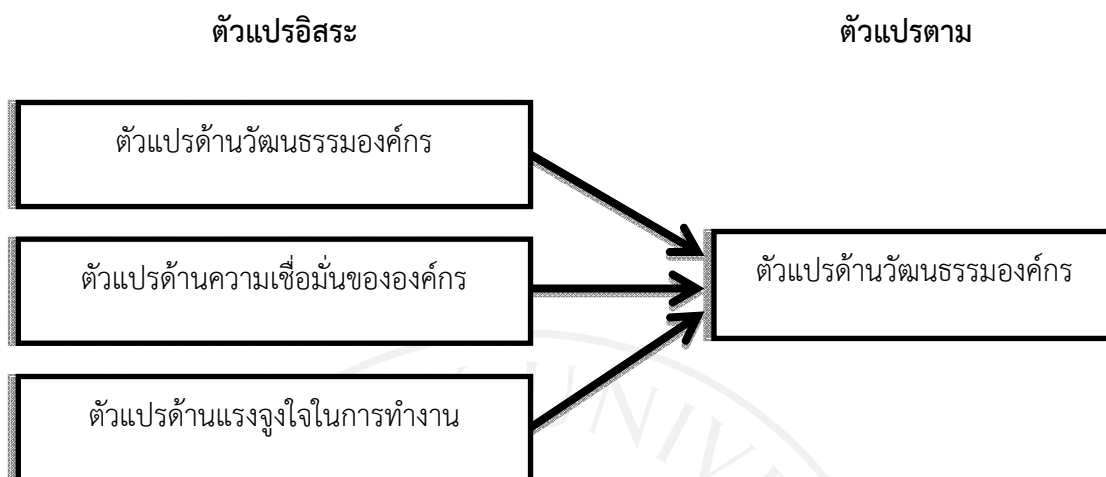 ตัวแปรอิสระ ตัวแปรตาม
ตัวแปรด้านวัฒนธรรมองค์กร
ตัวแปรด้านความเชื่อมั่นขององค์กร
ตัวแปรด้านวัฒนธรรมองค์กร
ตัวแปรด้านแรงจูงใจในการทำงาน